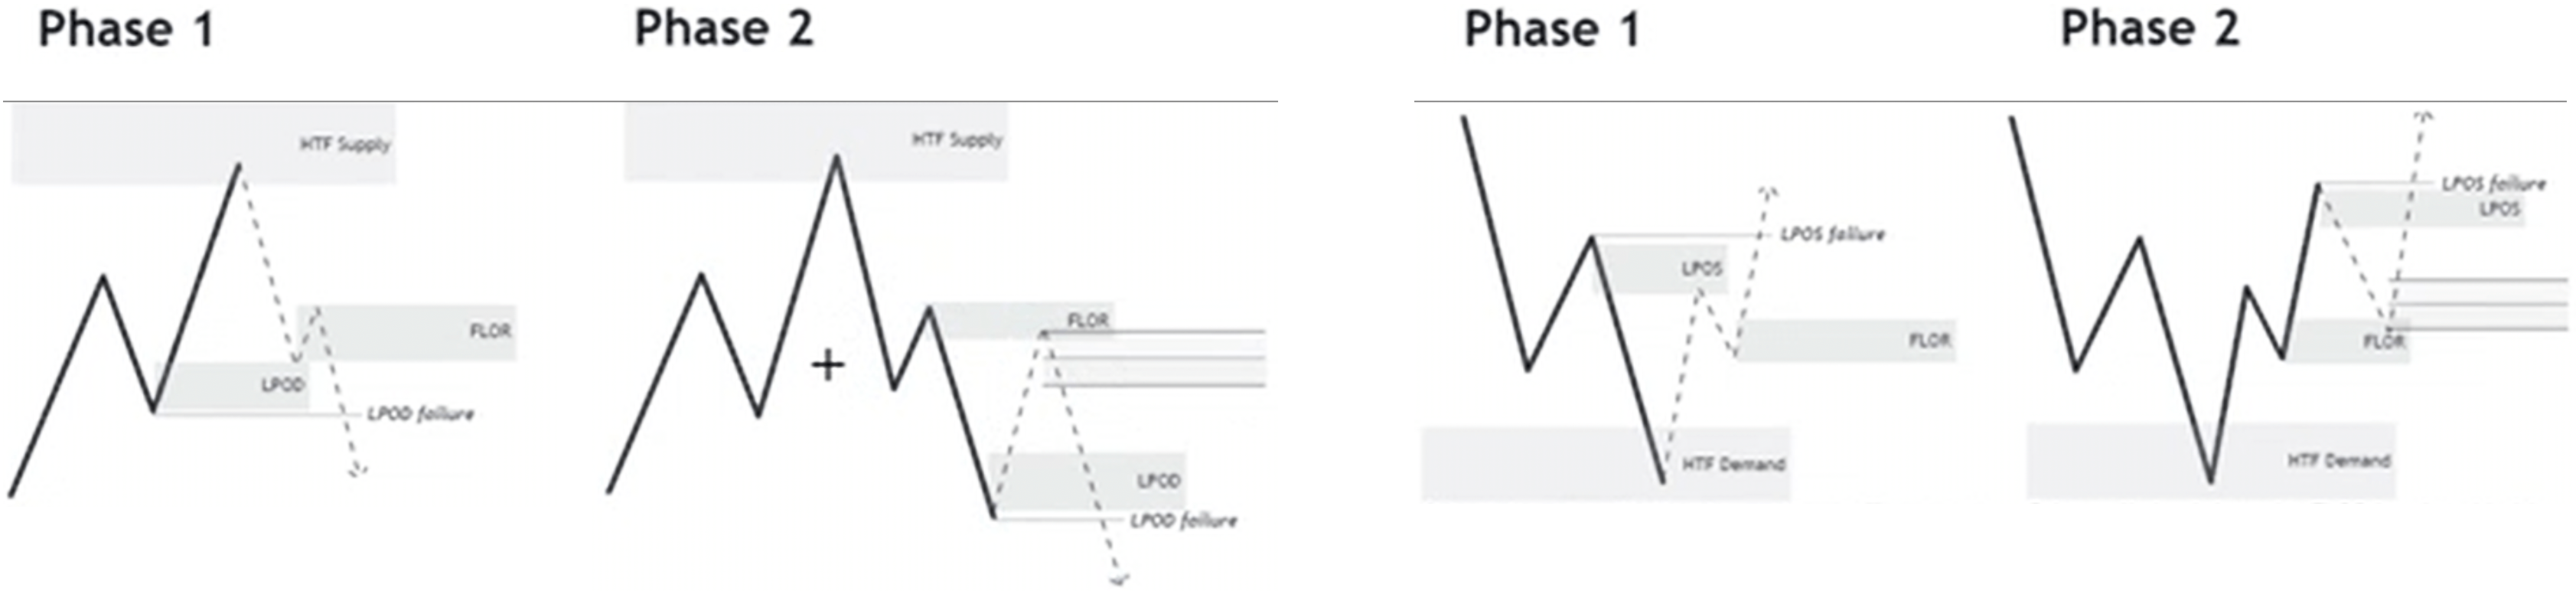 Phase 1
Phase 2
Phase 1
Phase 2
HTF Supply
FLOR
LPOD
LPOD failure
HTF Supply
FLOR
LPOD
LPOD failure
LPOS failure
LPOS
FLOR
HTF Demand
LPOS failure
LPOS
FLOR
HTF Demand